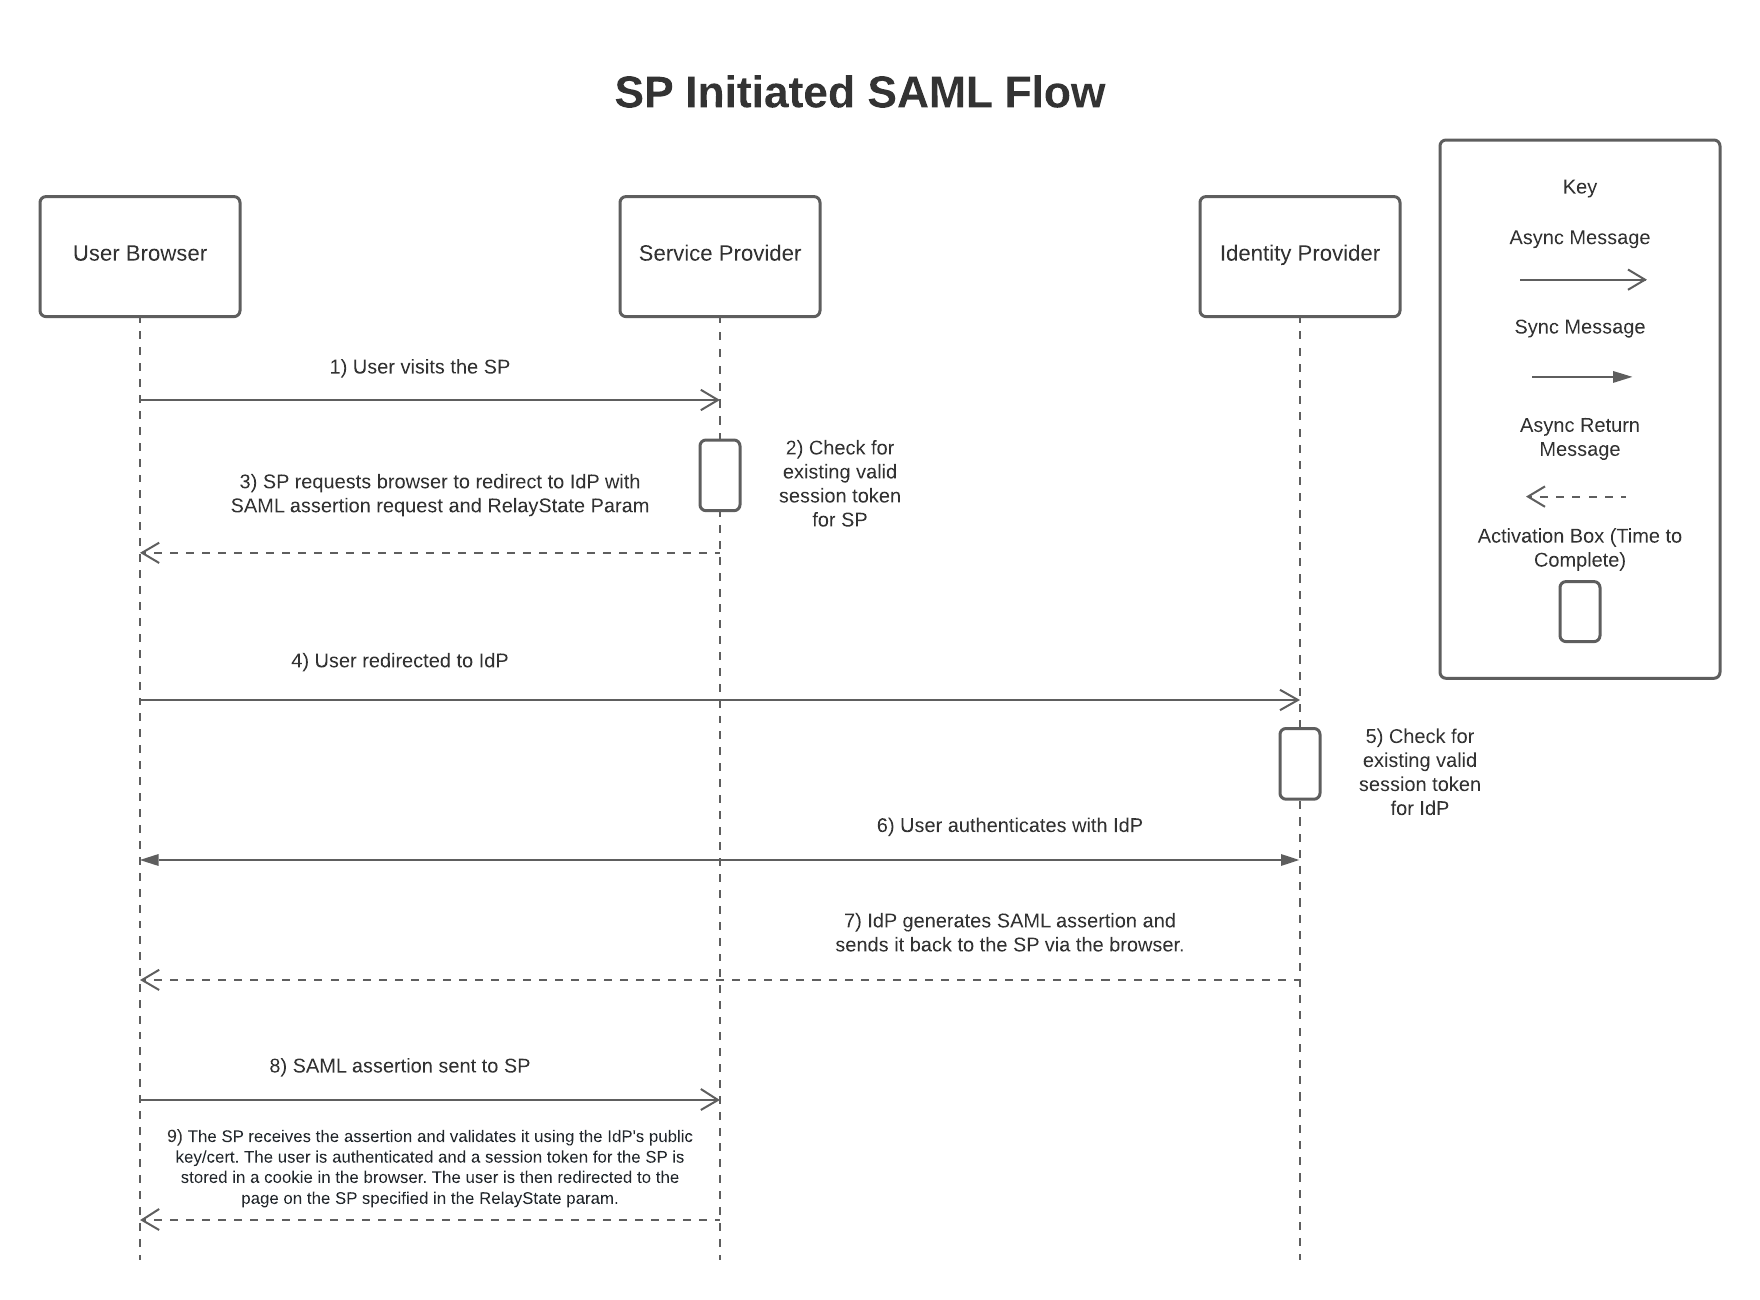 SP Initiated SAML Flow
User Browser
Service Provider
Identity Provider
Key
Async Message
Sync Message
Async Return
Message
Activation Box (Time to
Complete)
1) User visits the SP
2) Check for
existing valid
session token
for SP
3) SP requests browser to redirect to IdP with
SAML assertion request and RelayState Param
4) User redirected to IdP
5) Check for
existing valid
session token
for IdP
6) User authenticates with IdP
7) IdP generates SAML assertion and
sends it back to the SP via the browser.
8) SAML assertion sent to SP
9) The SP receives the assertion and validates it using the IdP's public
key/cert. The user is authenticated and a session token for the SP is
stored in a cookie in the browser. The user is then redirected to the
page on the SP specified in the RelayState param.